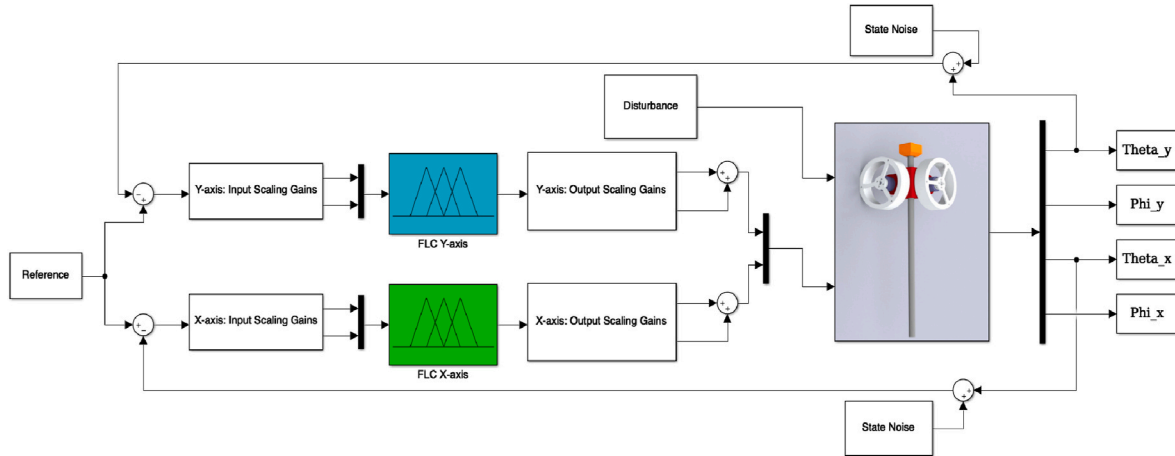 State Noise
Disturbance
Y-axis: Input Scaling Gains
Y-axis: Output Scaling Gains
FLC Y-axis
Theta_y
Phi_y
Reference
Theta_x
X-axis: Input Scaling Gains
X-axis: Output Scaling Gains
Phi_x
FLC X-axis
State Noise